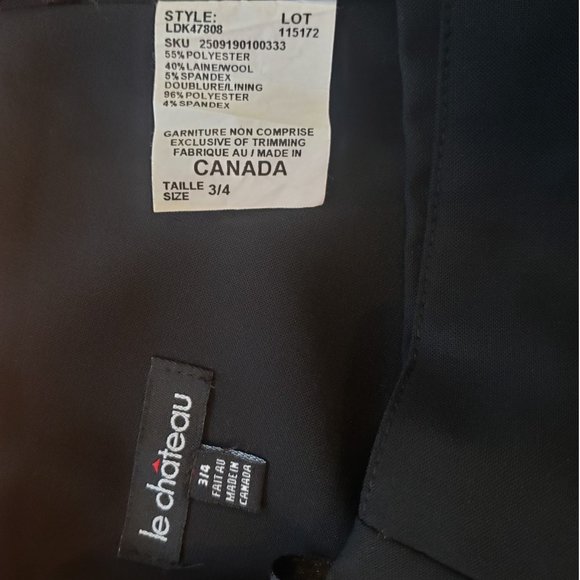 STYLE: LOT
LDK47808 115172
SKU 2509190100333
55%POLYESTER
40%LAINE/WOOL
5%SPANDEX
DOUBLURE/LINING
96%POLYESTER
4%SPANDEX
GARNITURE NON COMPRISE
EXCLUSIVE OF TRIMMING
FABRIQUE AU / MADE IN
CANADA
TAILLE 3/4
SIZE
le château
3/4
FAIT AU
MADE IN
CANADA